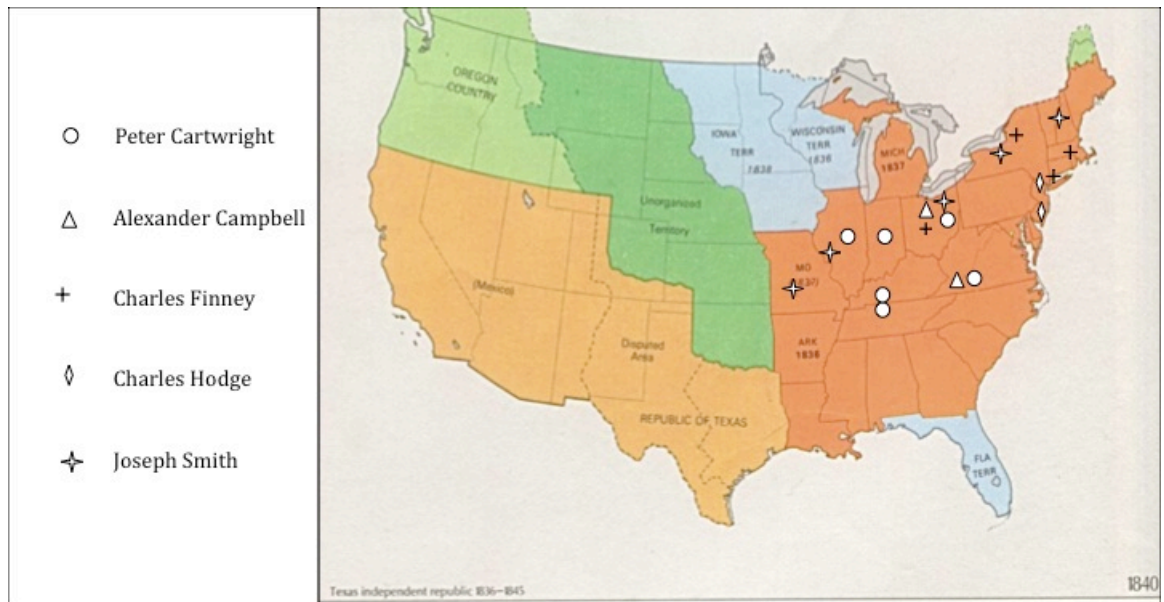 Peter Cartwright
Alexander Campbell
Charles Finney
Charles Hodge
Joseph Smith
OREGON
COUNTRY
IOWA
TERR
1838
WISCONSIN
TERR
1836
MICH
1837
Unorganized
Territory
(Mexico)
MO
ARK
1836
Disputed
Area
REPUBLIC OF TEXAS
FLA
TERR
Texas independent republic 1836–1845
1840